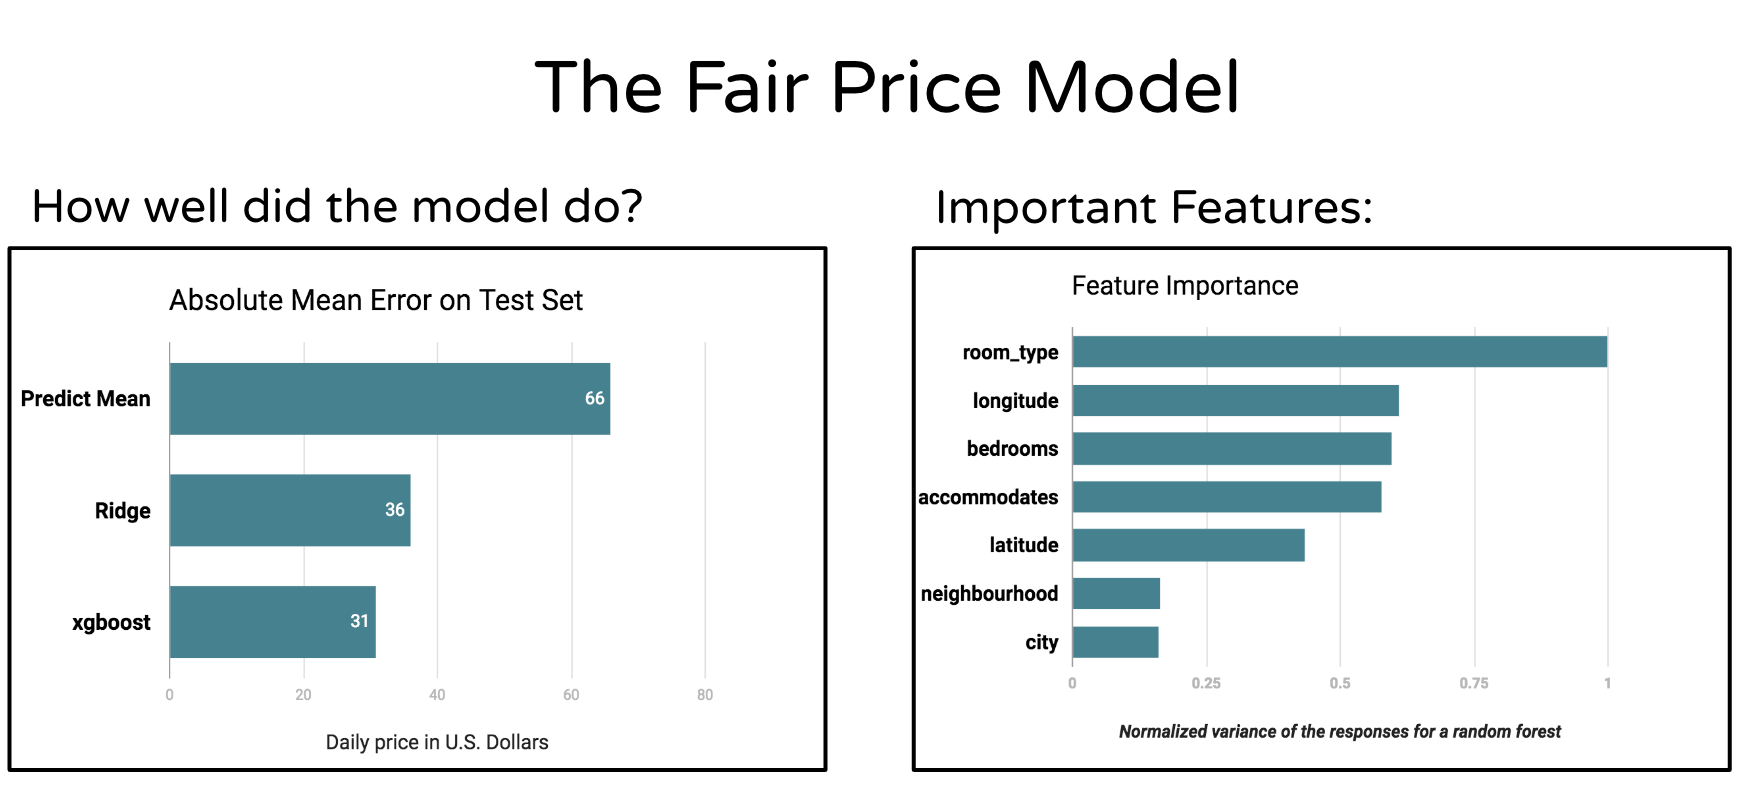 The Fair Price Model
How well did the model do?
Absolute Mean Error on Test Set
Predict Mean
66
Ridge
36
xgboost
31
0 20 40 60 80
Daily price in U.S. Dollars
Important Features:
Feature Importance
room_type
longitude
bedrooms
accommodates
latitude
neighbourhood
city
0 0.25 0.5 0.75 1
Normalized variance of the responses for a random forest